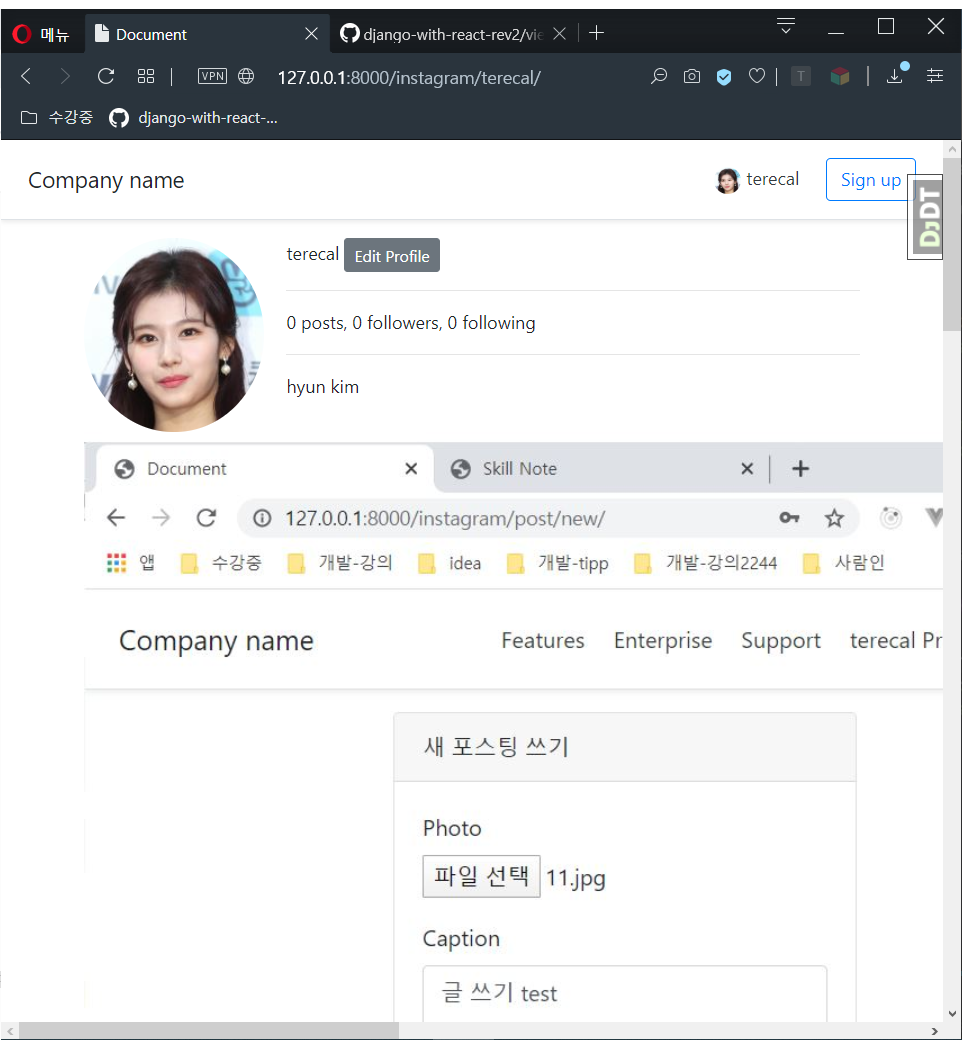 메뉴 Document django-with-react-rev2/vie
VPN 127.0.0.1:8000/instagram/terecal/ T
수강중 django-with-react-...
Company name terecal Sign up
DjDT
terecal Edit Profile
0 posts, 0 followers, 0 following
hyun kim
Document Skill Note
127.0.0.1:8000/instagram/post/new/
앱 수강중 개발-강의 idea 개발-tipp 개발-강의2244 사람인
Company name Features Enterprise Support terecal Pr
새 포스팅 쓰기
Photo
파일 선택 11.jpg
Caption
글 쓰기 test